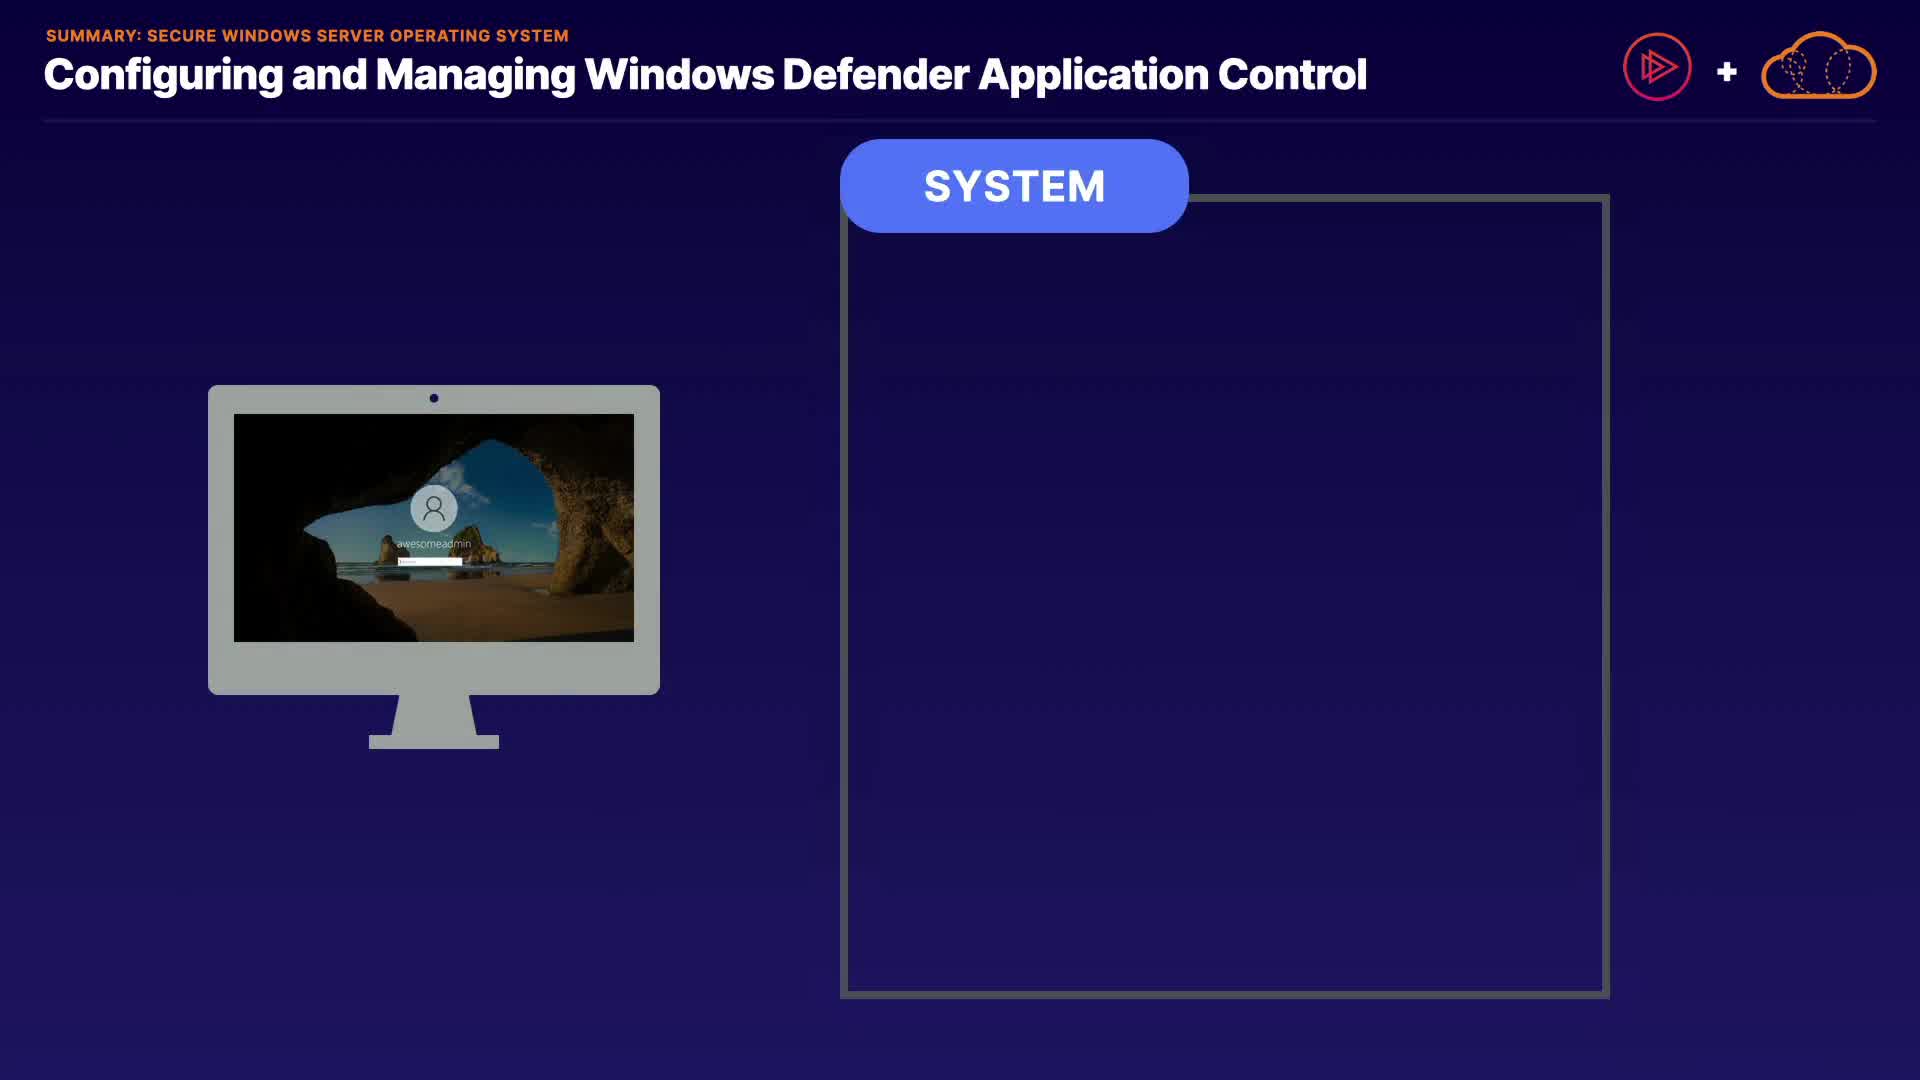 SUMMARY: SECURE WINDOWS SERVER OPERATING SYSTEM
Configuring and Managing Windows Defender Application Control
+
SYSTEM
awesomeadmin